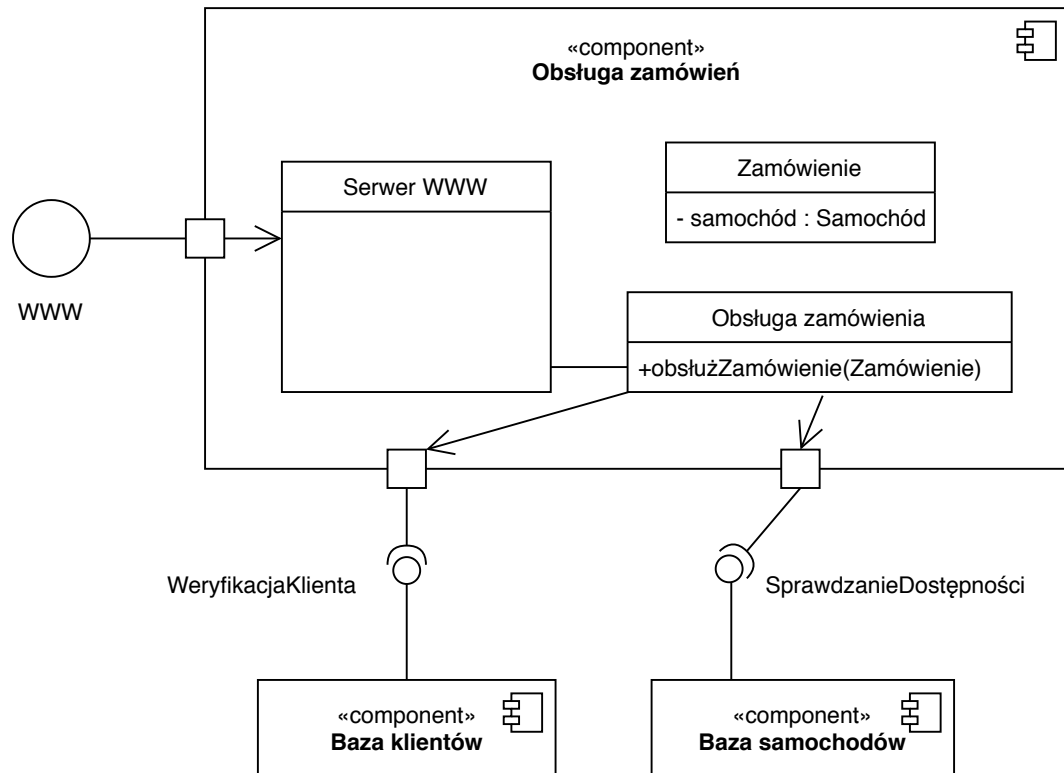 «component»
Obsługa zamówień
Serwer WWW
Zamówienie
- samochód : Samochód
WWW
Obsługa zamówienia
+obsłużZamówienie(Zamówienie)
WeryfikacjaKlienta
SprawdzanieDostępności
«component»
Baza klientów
«component»
Baza samochodów